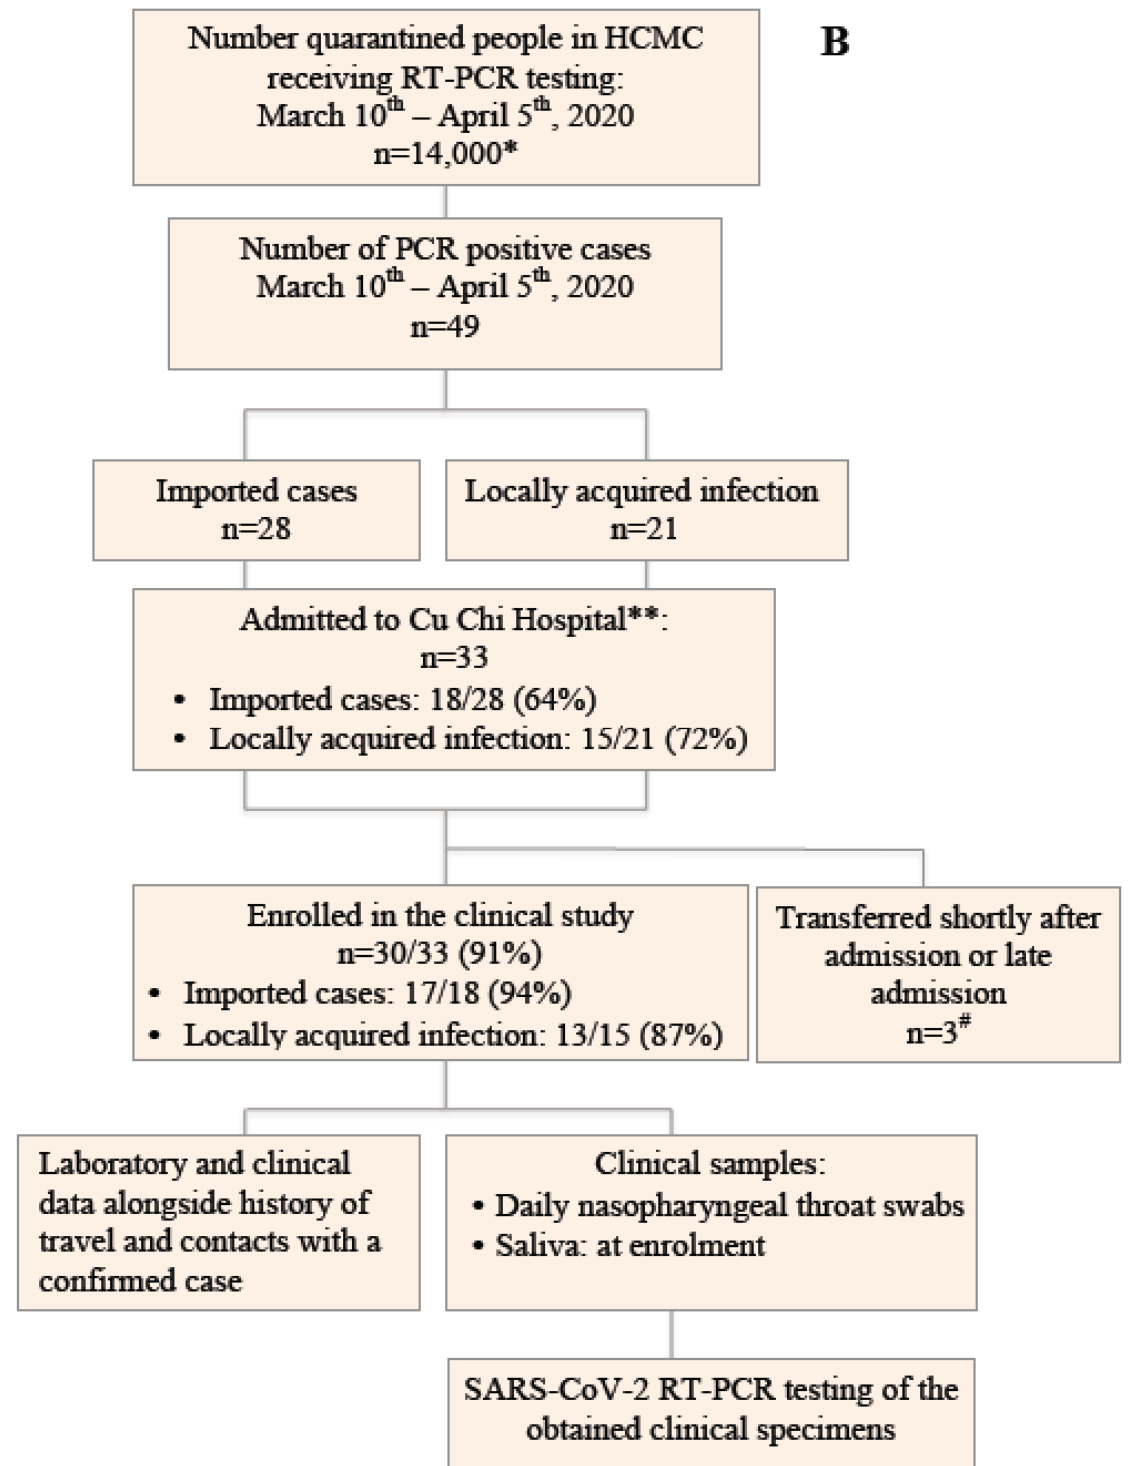 B
Number quarantined people in HCMC
receiving RT-PCR testing:
March 10th – April 5th, 2020
n=14,000*
Number of PCR positive cases
March 10th – April 5th, 2020
n=49
Imported cases
n=28
Locally acquired infection
n=21
Admitted to Cu Chi Hospital**:
n=33
• Imported cases: 18/28 (64%)
• Locally acquired infection: 15/21 (72%)
Enrolled in the clinical study
n=30/33 (91%)
• Imported cases: 17/18 (94%)
• Locally acquired infection: 13/15 (87%)
Transferred shortly after
admission or late
admission
n=3#
Laboratory and clinical
data alongside history of
travel and contacts with a
confirmed case
Clinical samples:
• Daily nasopharyngeal throat swabs
• Saliva: at enrolment
SARS-CoV-2 RT-PCR testing of the
obtained clinical specimens